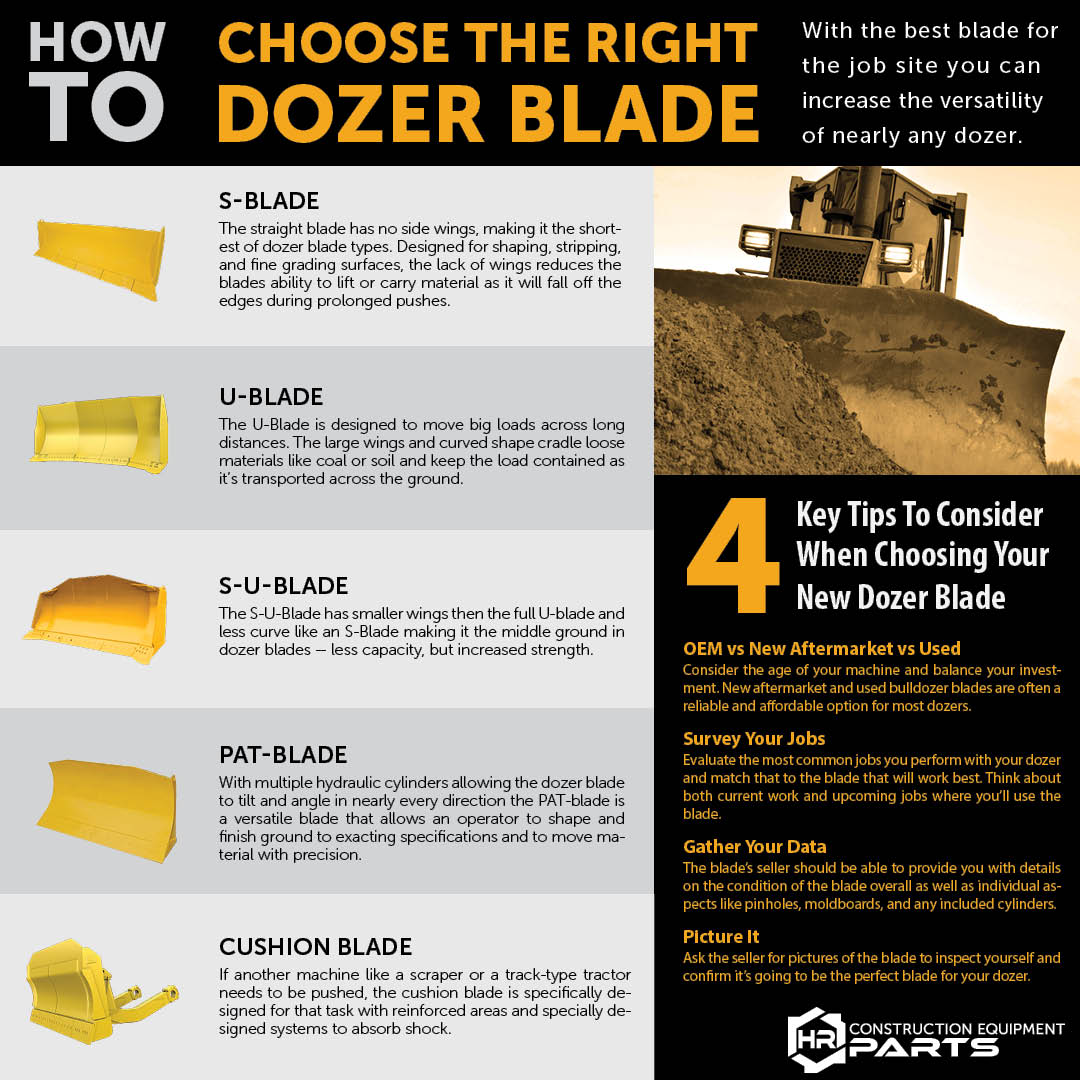 HOW
TO
CHOOSE THE RIGHT
DOZER BLADE
With the best blade for
the job site you can
increase the versatility
of nearly any dozer.
S-BLADE
The straight blade has no side wings, making it the short-
est of dozer blade types. Designed for shaping, stripping,
and fine grading surfaces, the lack of wings reduces the
blades ability to lift or carry material as it will fall off the
edges during prolonged pushes.
U-BLADE
The U-Blade is designed to move big loads across long
distances. The large wings and curved shape cradle loose
materials like coal or soil and keep the load contained as
it's transported across the ground.
S-U-BLADE
The S-U-Blade has smaller wings then the full U-blade and
less curve like an S-Blade making it the middle ground in
dozer blades — less capacity, but increased strength.
PAT-BLADE
With multiple hydraulic cylinders allowing the dozer blade
to tilt and angle in nearly every direction the PAT-blade is
a versatile blade that allows an operator to shape and
finish ground to exacting specifications and to move ma-
terial with precision.
CUSHION BLADE
If another machine like a scraper or a track-type tractor
needs to be pushed, the cushion blade is specifically de-
signed for that task with reinforced areas and specially de-
signed systems to absorb shock.
4
Key Tips To Consider
When Choosing Your
New Dozer Blade
OEM vs New Aftermarket vs Used
Consider the age of your machine and balance your invest-
ment. New aftermarket and used bulldozer blades are often a
reliable and affordable option for most dozers.
Survey Your Jobs
Evaluate the most common jobs you perform with your dozer
and match that to the blade that will work best. Think about
both current work and upcoming jobs where you'll use the
blade.
Gather Your Data
The blade's seller should be able to provide you with details
on the condition of the blade overall as well as individual as-
pects like pinholes, moldboards, and any included cylinders.
Picture It
Ask the seller for pictures of the blade to inspect yourself and
confirm it's going to be the perfect blade for your dozer.
HR CONSTRUCTION EQUIPMENT
PARTS